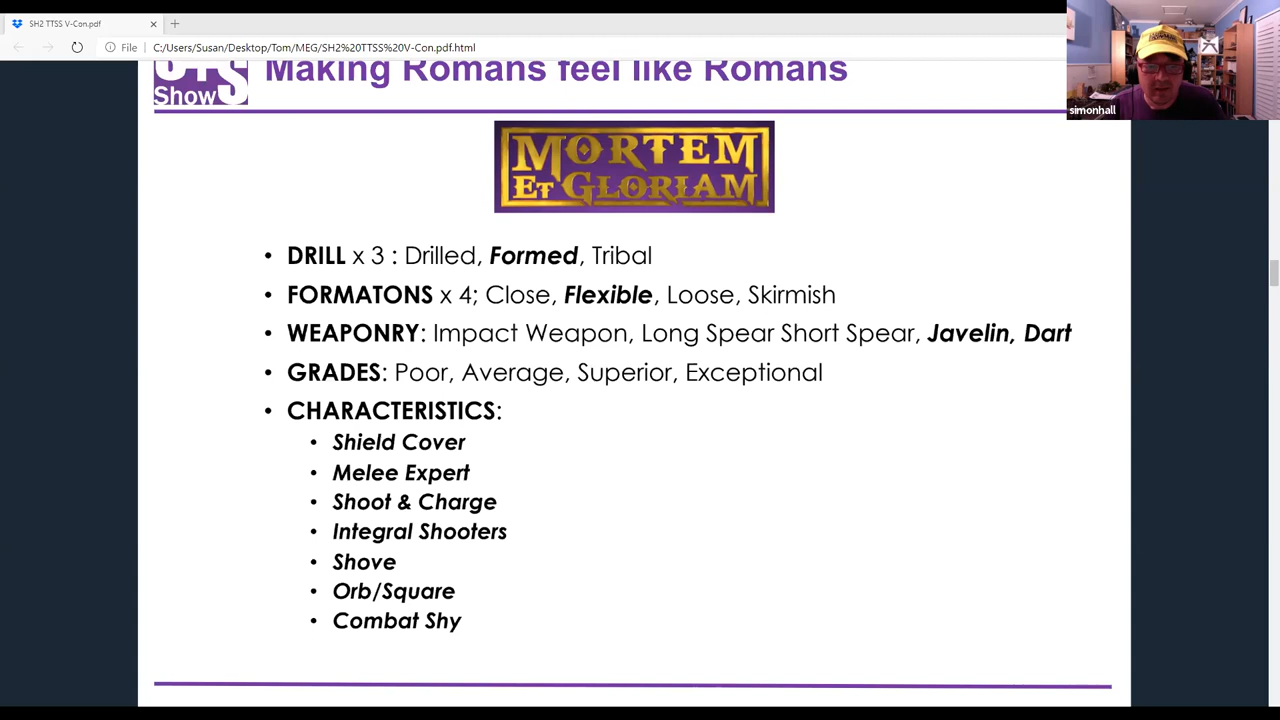 SH2 TTSS V-Con.pdf
File C:/Users/Susan/Desktop/Tom/MEG/SH2%20TTSS%20V-Con.pdf.html
simonhall
Show
Making Romans feel like Romans
MORTEM
ET GLORIAM
• DRILL x 3 : Drilled, Formed, Tribal
• FORMATONS x 4; Close, Flexible, Loose, Skirmish
• WEAPONRY: Impact Weapon, Long Spear Short Spear, Javelin, Dart
• GRADES: Poor, Average, Superior, Exceptional
• CHARACTERISTICS:
• Shield Cover
• Melee Expert
• Shoot & Charge
• Integral Shooters
• Shove
• Orb/Square
• Combat Shy